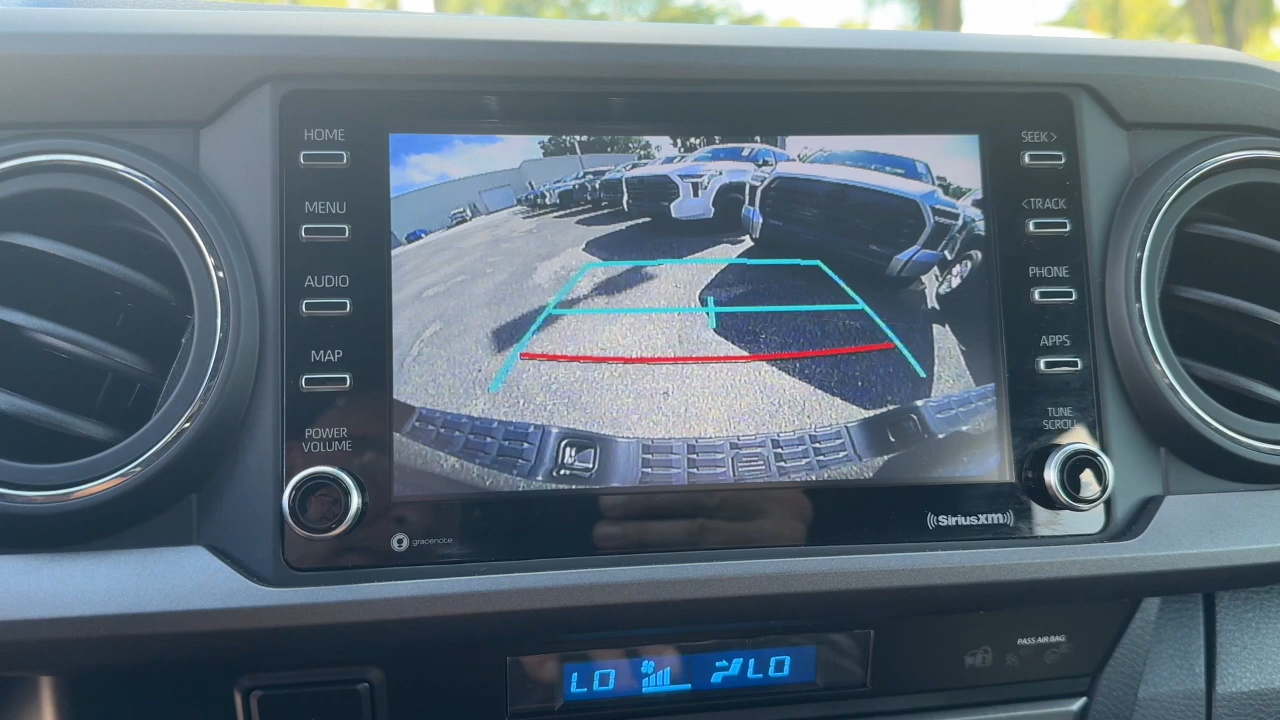 HOME
MENU
AUDIO
MAP
POWER
VOLUME
SEEK>
<TRACK
PHONE
APPS
TUNE
SCROLL
gracenote
((SiriusXM))
LO LO
PASS AIR BAG